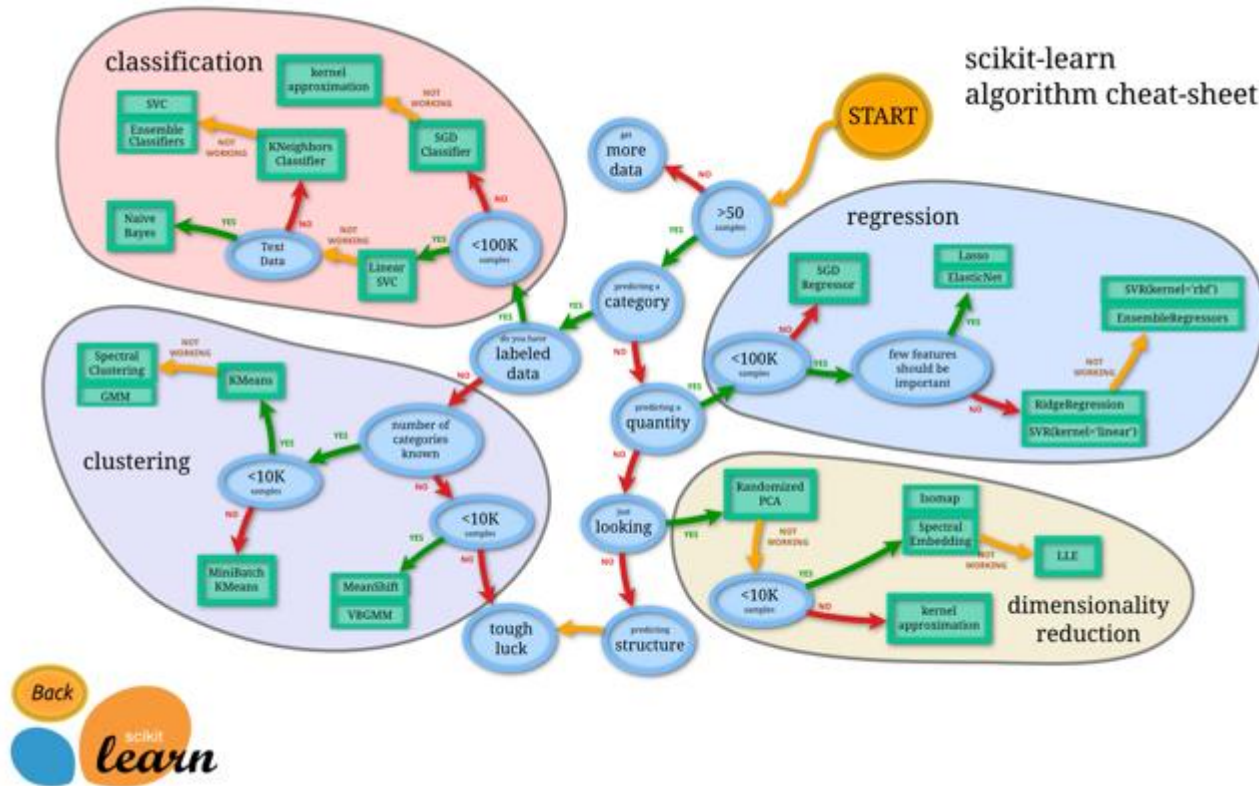 scikit-learn
algorithm cheat-sheet
START
classification
kernel
approximation
NOT
WORKING
SVC
Ensemble
Classifiers
NOT
WORKING
KNeighbors
Classifier
SGD
Classifier
NO
Naive
Bayes
YES
Text
Data
NO
NOT
WORKING
Linear
SVC
YES
<100K
samples
YES
get
more
data
NO
>50
samples
YES
predicting a
category
YES
do you have
labeled
data
NO
NO
predicting a
quantity
YES
NO
just
looking
YES
NO
predicting
structure
tough
luck
regression
SGD
Regressor
NO
<100K
samples
YES
Lasso
ElasticNet
YES
few features
should be
important
NO
SVR(kernel='rbf')
EnsembleRegressors
NOT
WORKING
RidgeRegression
SVR(kernel='linear')
clustering
Spectral
Clustering
GMM
NOT
WORKING
KMeans
YES
number of
categories
known
YES
NO
<10K
samples
NO
MiniBatch
KMeans
<10K
samples
YES
NO
MeanShift
VBGMM
Randomized
PCA
NOT
WORKING
<10K
samples
YES
NO
Isomap
Spectral
Embedding
NOT
WORKING
LLE
kernel
approximation
dimensionality
reduction
Back
scikit
learn